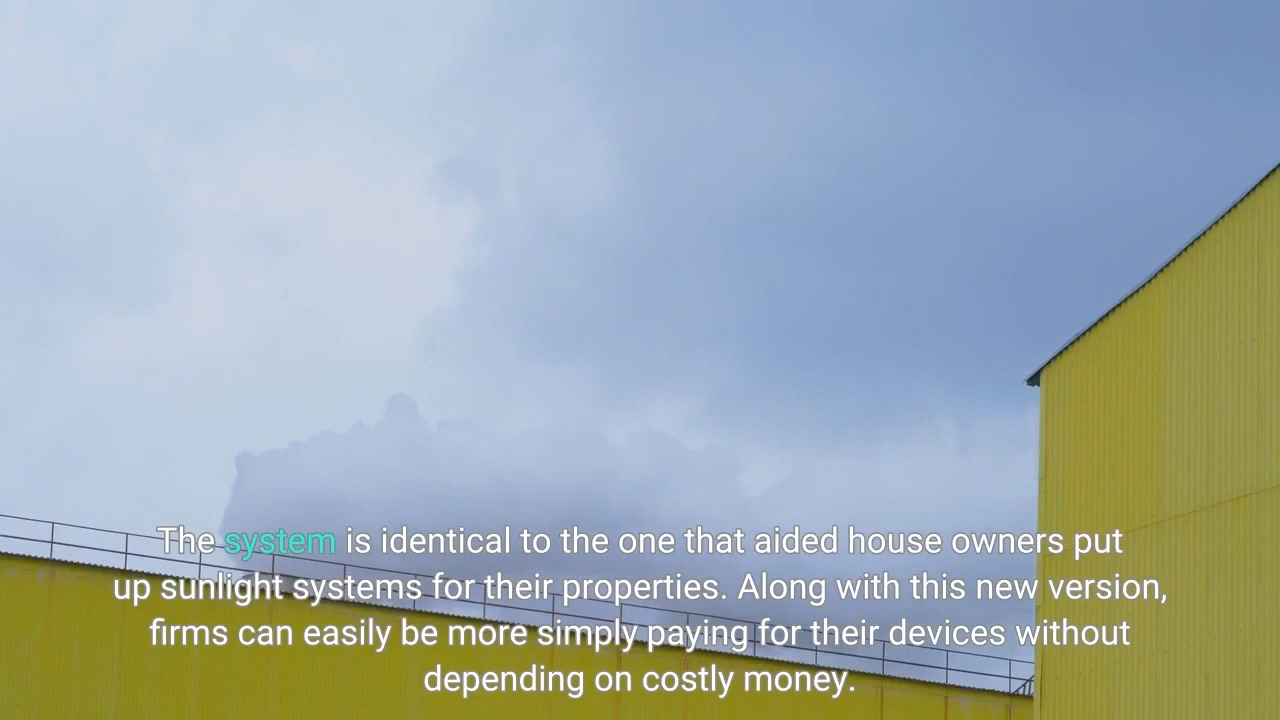 The system is identical to the one that aided house owners put
up sunlight systems for their properties. Along with this new version,
firms can easily be more simply paying for their devices without
depending on costly money.